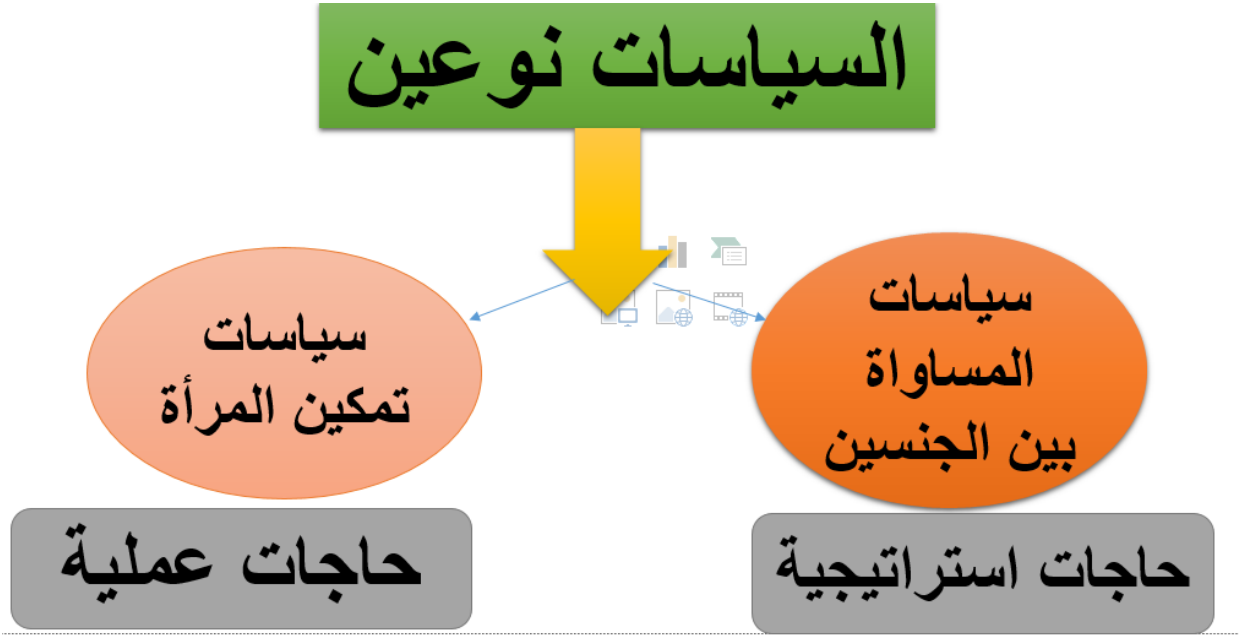 السياسات نوعين
سياسات
المساواة
بين الجنسين
حاجات استراتيجية
سياسات
تمكين المرأة
حاجات عملية